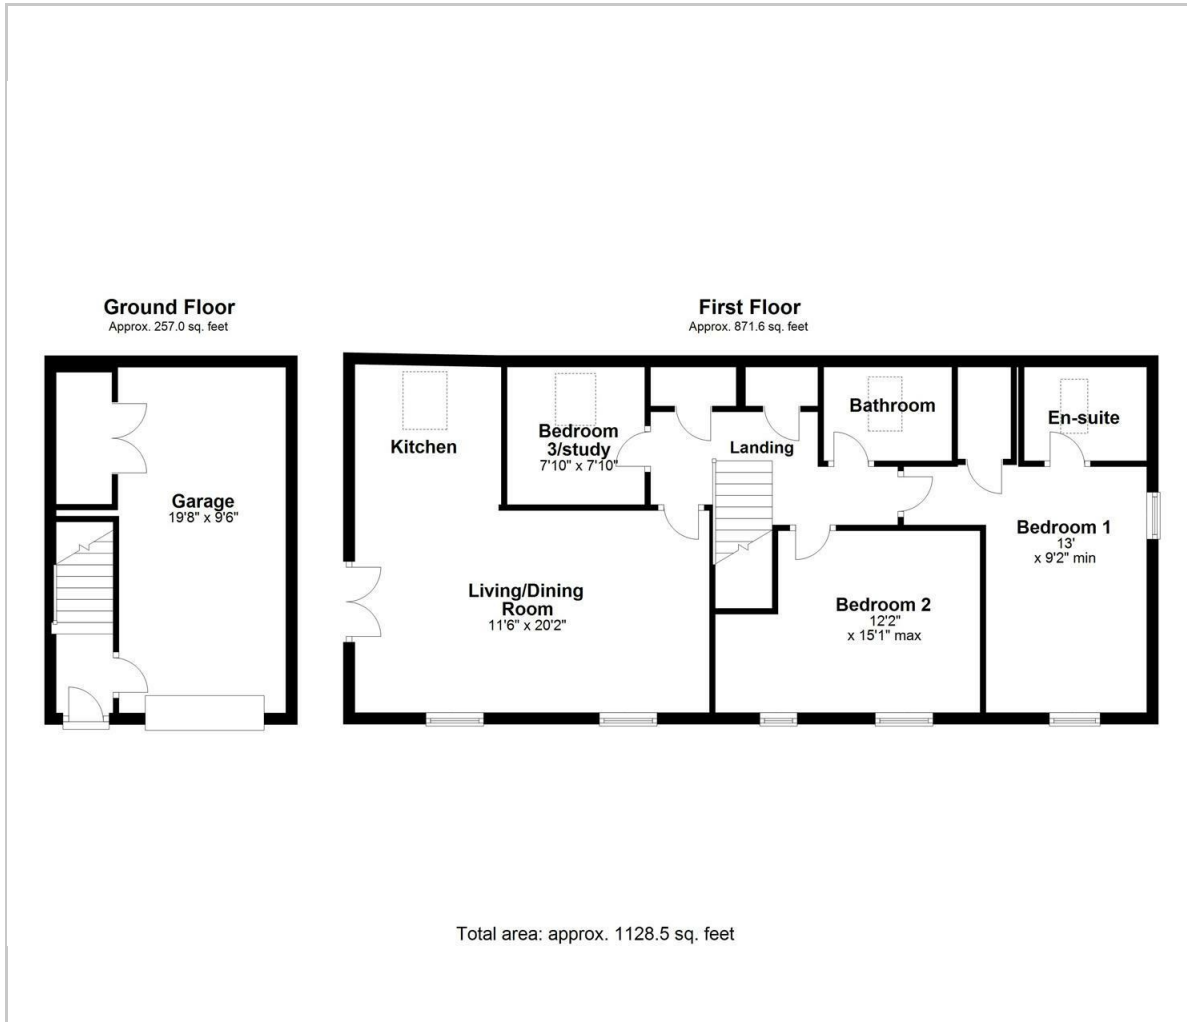 Ground Floor
Approx. 257.0 sq. feet
Garage
19'8" x 9'6"
First Floor
Approx. 871.6 sq. feet
Kitchen
Bedroom
3/study
7'10" x 7'10"
Landing
Bathroom
En-suite
Living/Dining
Room
11'6" x 20'2"
Bedroom 2
12'2"
x 15'1" max
Bedroom 1
13'
x 9'2" min
Total area: approx. 1128.5 sq. feet